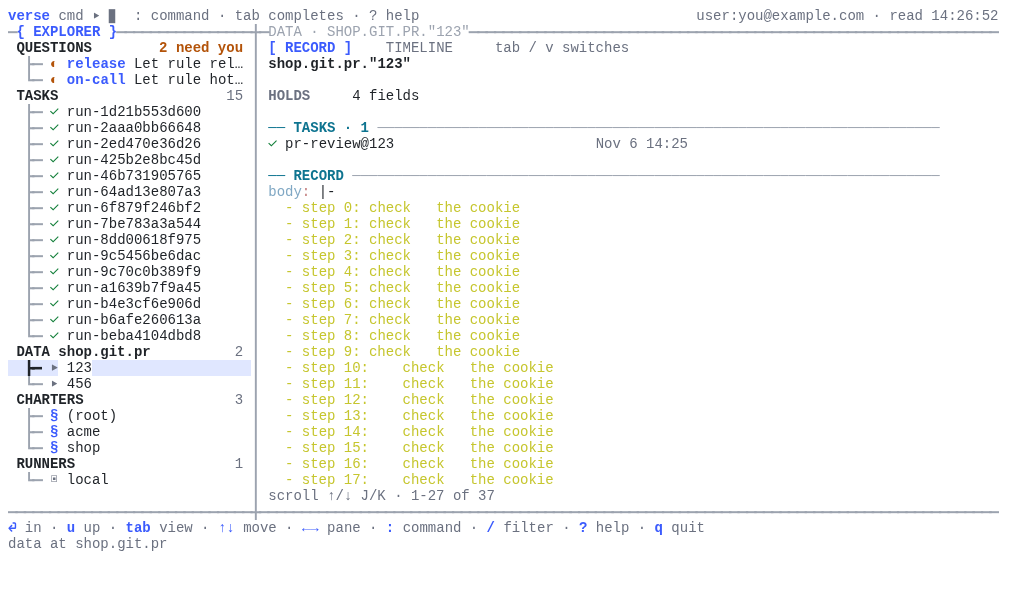 verse cmd ▸ : command · tab completes · ? help user:you@example.com · read 14:26:52
{ EXPLORER } DATA · SHOP.GIT.PR."123"
QUESTIONS 2 need you [ RECORD ] TIMELINE tab / v switches
release Let rule rel… shop.git.pr."123"
on-call Let rule hot…
TASKS 15 HOLDS 4 fields
✓ run-1d21b553d600
✓ run-2aaa0bb66648 TASKS · 1
✓ run-2ed470e36d26 ✓ pr-review@123 Nov 6 14:25
✓ run-425b2e8bc45d
✓ run-46b731905765 RECORD
✓ run-64ad13e807a3 body: |-
✓ run-6f879f246bf2 - step 0: check the cookie
✓ run-7be783a3a544 - step 1: check the cookie
✓ run-8dd00618f975 - step 2: check the cookie
✓ run-9c5456be6dac - step 3: check the cookie
✓ run-9c70c0b389f9 - step 4: check the cookie
✓ run-a1639b7f9a45 - step 5: check the cookie
✓ run-b4e3cf6e906d - step 6: check the cookie
✓ run-b6afe260613a - step 7: check the cookie
✓ run-beba4104dbd8 - step 8: check the cookie
DATA shop.git.pr 2 - step 9: check the cookie
▸ 123 - step 10: check the cookie
▸ 456 - step 11: check the cookie
CHARTERS 3 - step 12: check the cookie
§ (root) - step 13: check the cookie
§ acme - step 14: check the cookie
§ shop - step 15: check the cookie
RUNNERS 1 - step 16: check the cookie
local - step 17: check the cookie
scroll ↑/↓ J/K · 1-27 of 37
⏎ in · u up · tab view · ↑↓ move · ←→ pane · : command · / filter · ? help · q quit
data at shop.git.pr